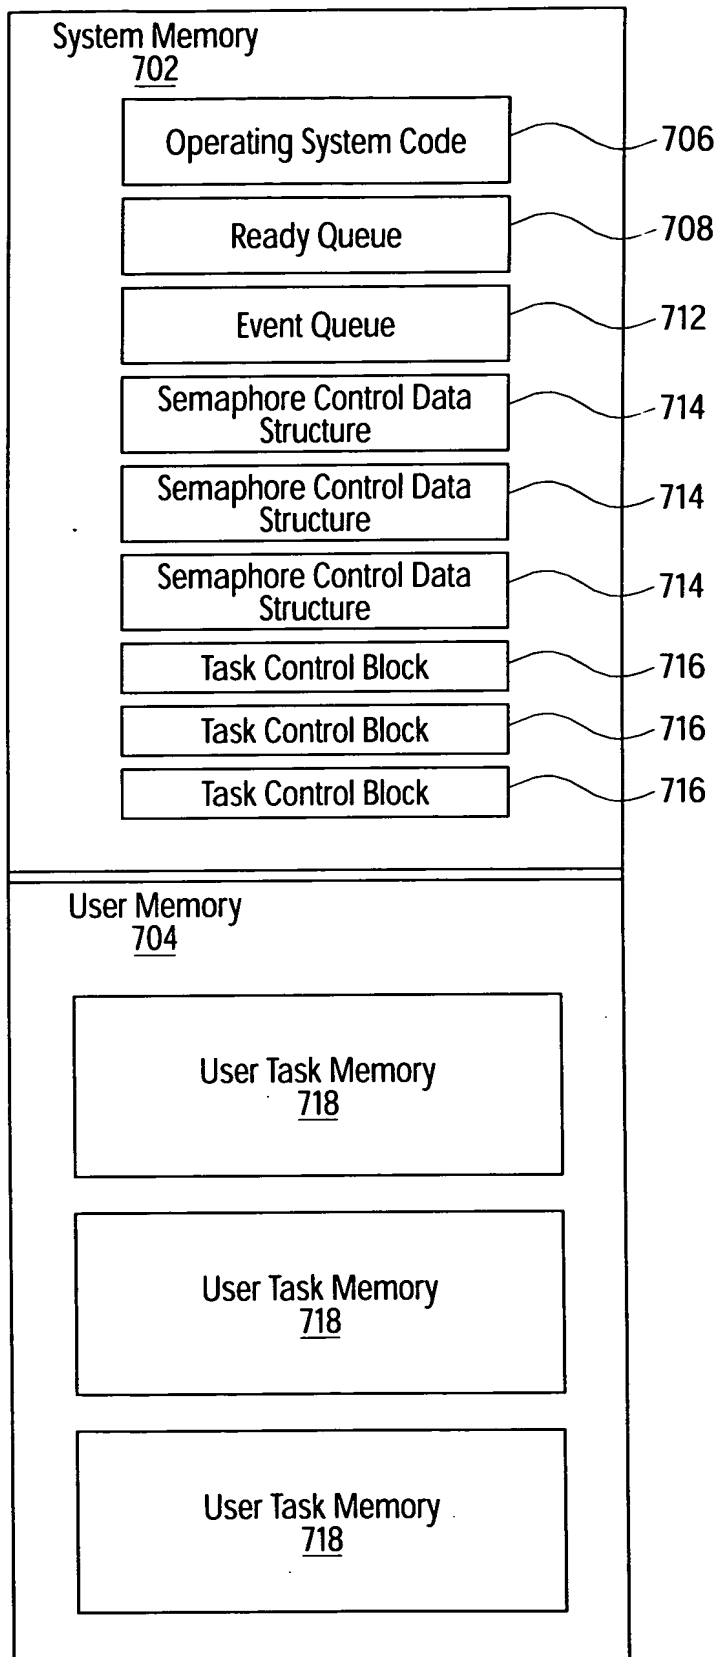 System Memory
702
Operating System Code
706
Ready Queue
708
Event Queue
712
Semaphore Control Data
Structure
714
Semaphore Control Data
Structure
714
Semaphore Control Data
Structure
714
Task Control Block
716
Task Control Block
716
Task Control Block
716
User Memory
704
User Task Memory
718
User Task Memory
718
User Task Memory
718